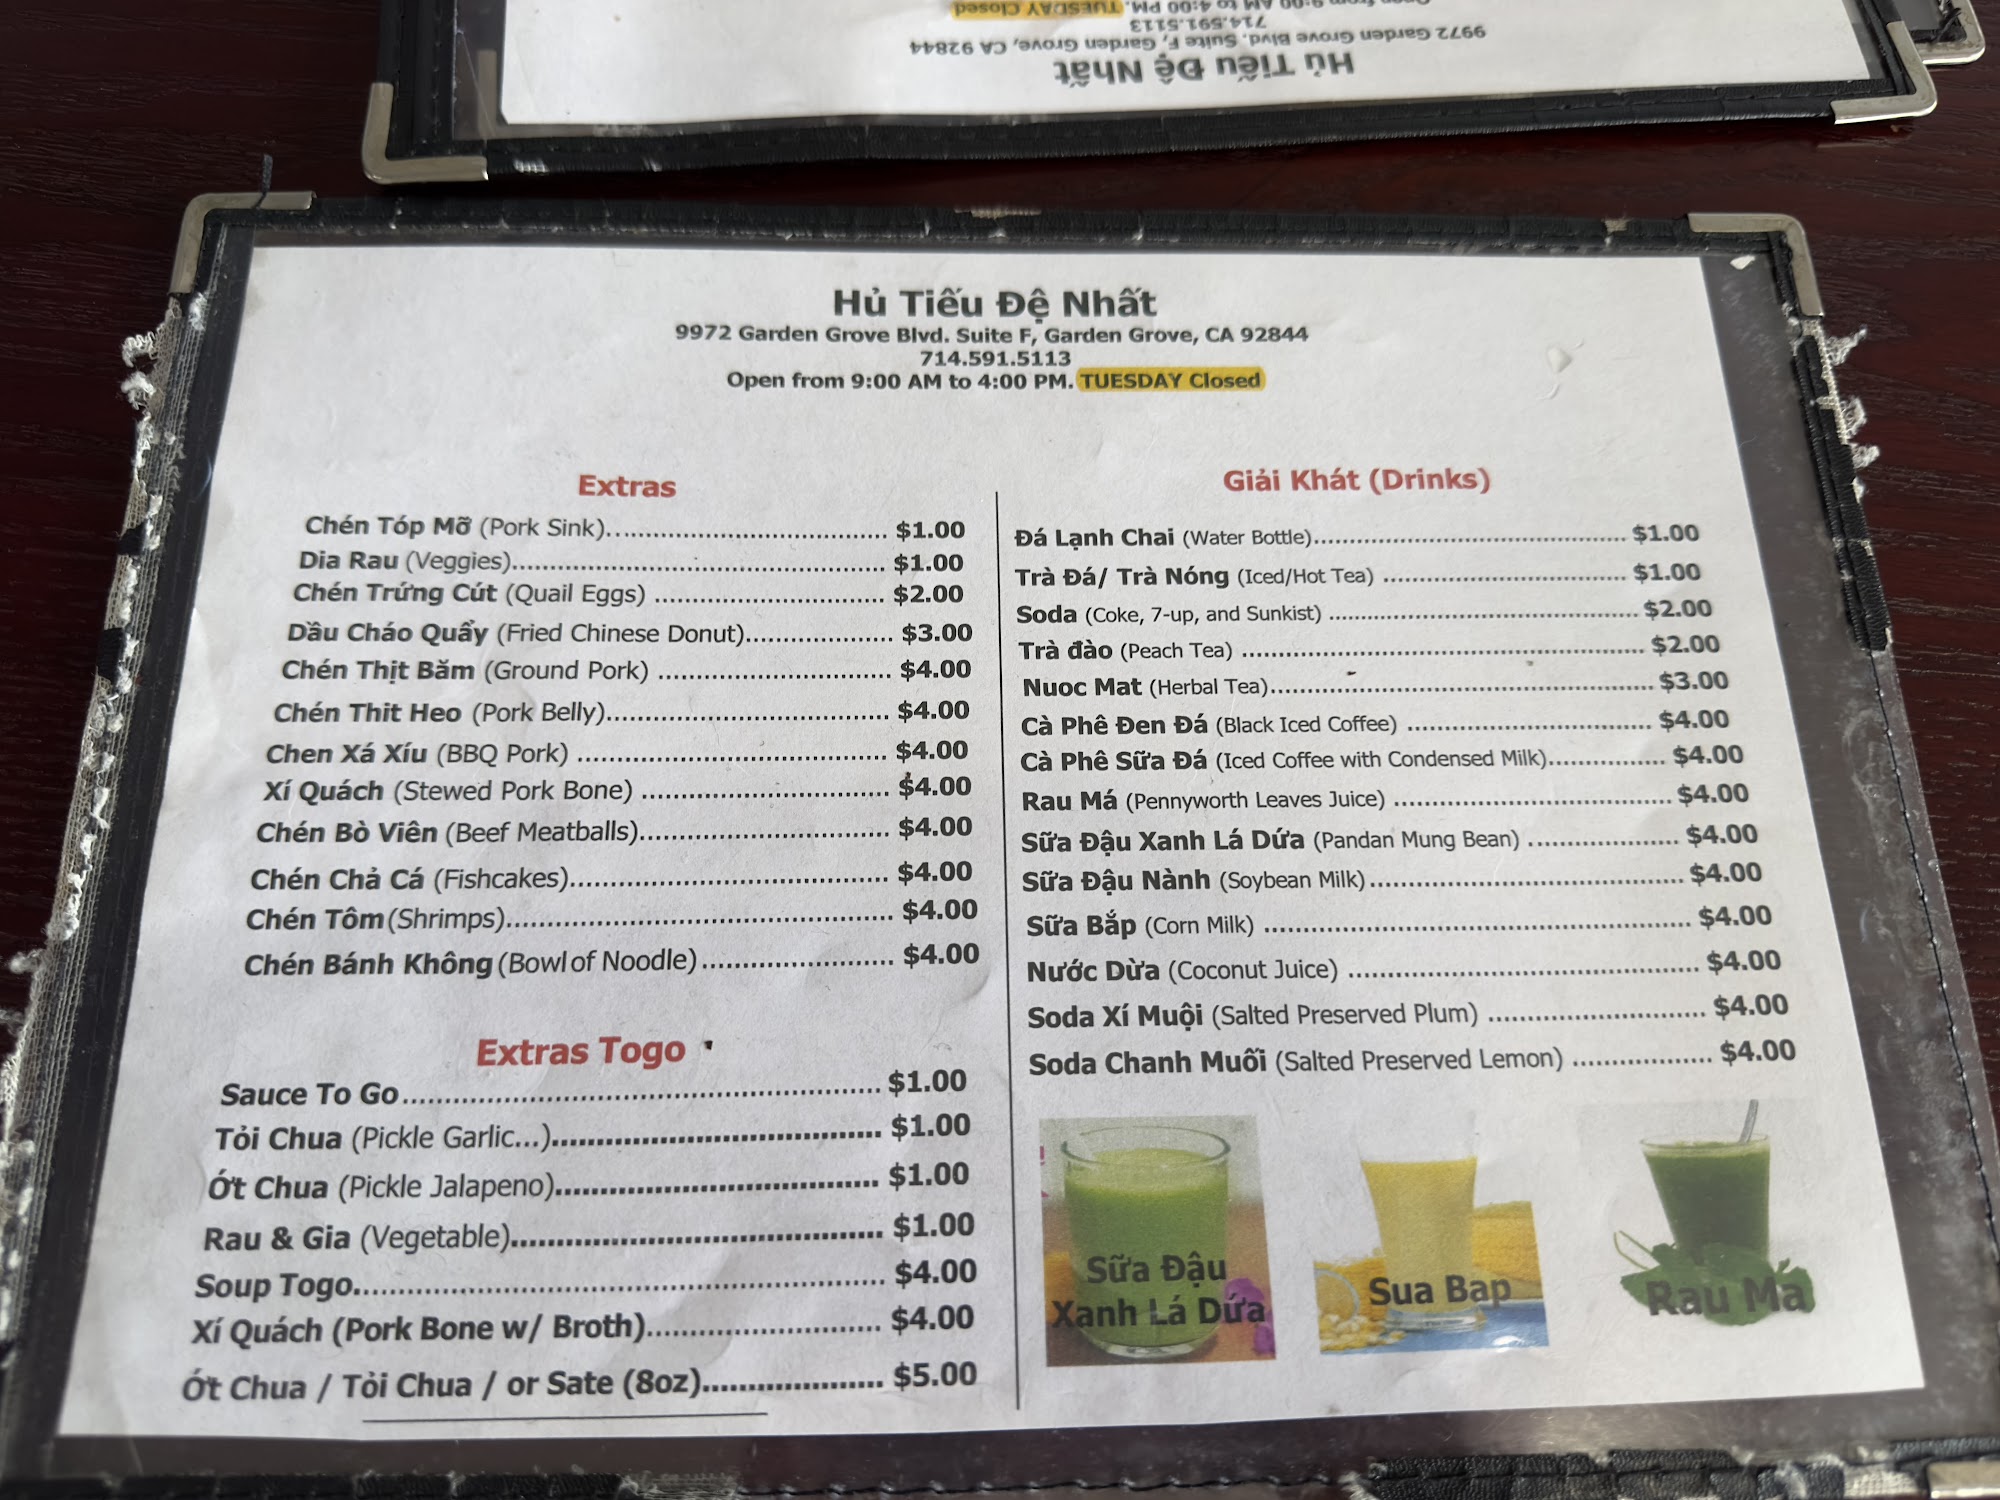 Open from 9:00 AM to 4:00 PM. TUESDAY Closed
714.591.5113
9972 Garden Grove Blvd. Suite F, Garden Grove, CA 92844
Hủ Tiếu Đệ Nhất
Hủ Tiếu Đệ Nhất
9972 Garden Grove Blvd. Suite F, Garden Grove, CA 92844
714.591.5113
Open from 9:00 AM to 4:00 PM. TUESDAY Closed
Extras
Chén Tóp Mỡ (Pork Sink)........................................ $1.00
Dia Rau (Veggies)..................................................... $1.00
Chén Trứng Cút (Quail Eggs) ................................. $2.00
Dầu Cháo Quẩy (Fried Chinese Donut)..................... $3.00
Chén Thịt Băm (Ground Pork) ................................. $4.00
Chén Thit Heo (Pork Belly)........................................ $4.00
Chen Xá Xíu (BBQ Pork) ........................................... $4.00
Xí Quách (Stewed Pork Bone) ................................... $4.00
Chén Bò Viên (Beef Meatballs)................................... $4.00
Chén Chả Cá (Fishcakes)............................................ $4.00
Chén Tôm (Shrimps)..................................................... $4.00
Chén Bánh Không (Bowl of Noodle) ........................... $4.00
Extras Togo
Sauce To Go................................................................ $1.00
Tỏi Chua (Pickle Garlic...)............................................ $1.00
Ớt Chua (Pickle Jalapeno)............................................ $1.00
Rau & Gia (Vegetable).................................................. $1.00
Soup Togo.................................................................... $4.00
Xí Quách (Pork Bone w/ Broth).............................. $4.00
Ớt Chua / Tỏi Chua / or Sate (8oz)...................... $5.00
Giải Khát (Drinks)
Đá Lạnh Chai (Water Bottle)............................................. $1.00
Trà Đá/ Trà Nóng (Iced/Hot Tea) ................................... $1.00
Soda (Coke, 7-up, and Sunkist) ............................................ $2.00
Trà đào (Peach Tea) .......................................................... $2.00
Nuoc Mat (Herbal Tea)....................................................... $3.00
Cà Phê Đen Đá (Black Iced Coffee) ................................... $4.00
Cà Phê Sữa Đá (Iced Coffee with Condensed Milk)................ $4.00
Rau Má (Pennyworth Leaves Juice) ....................................... $4.00
Sữa Đậu Xanh Lá Dứa (Pandan Mung Bean) ..................... $4.00
Sữa Đậu Nành (Soybean Milk)............................................ $4.00
Sữa Bắp (Corn Milk) .......................................................... $4.00
Nước Dừa (Coconut Juice) ................................................ $4.00
Soda Xí Muội (Salted Preserved Plum) .............................. $4.00
Soda Chanh Muối (Salted Preserved Lemon) .................. $4.00
Sữa Đậu
Xanh Lá Dứa
Sua Bap
Rau Ma